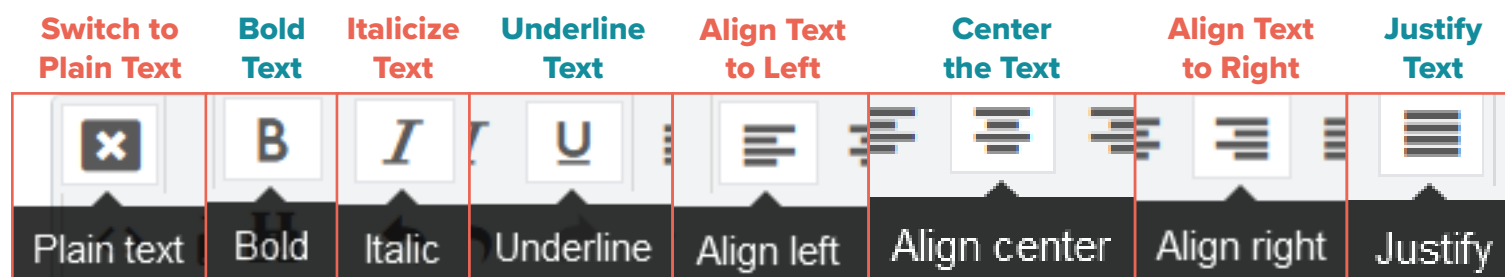 Switch to
Plain Text
Bold
Text
Italicize
Text
Underline
Text
Align Text
to Left
Center
the Text
Align Text
to Right
Justify
Text
B
I
U
Plain text
Bold
Italic
Underline
Align left
Align center
Align right
Justify